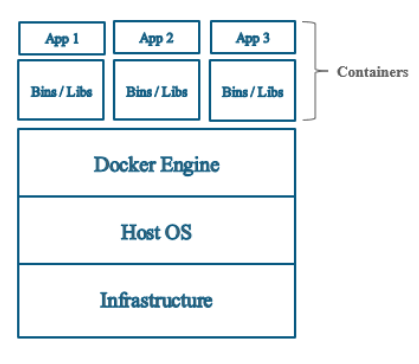 App 1 App 2 App 3
Containers
Bins / Libs Bins / Libs Bins / Libs
Docker Engine
Host OS
Infrastructure